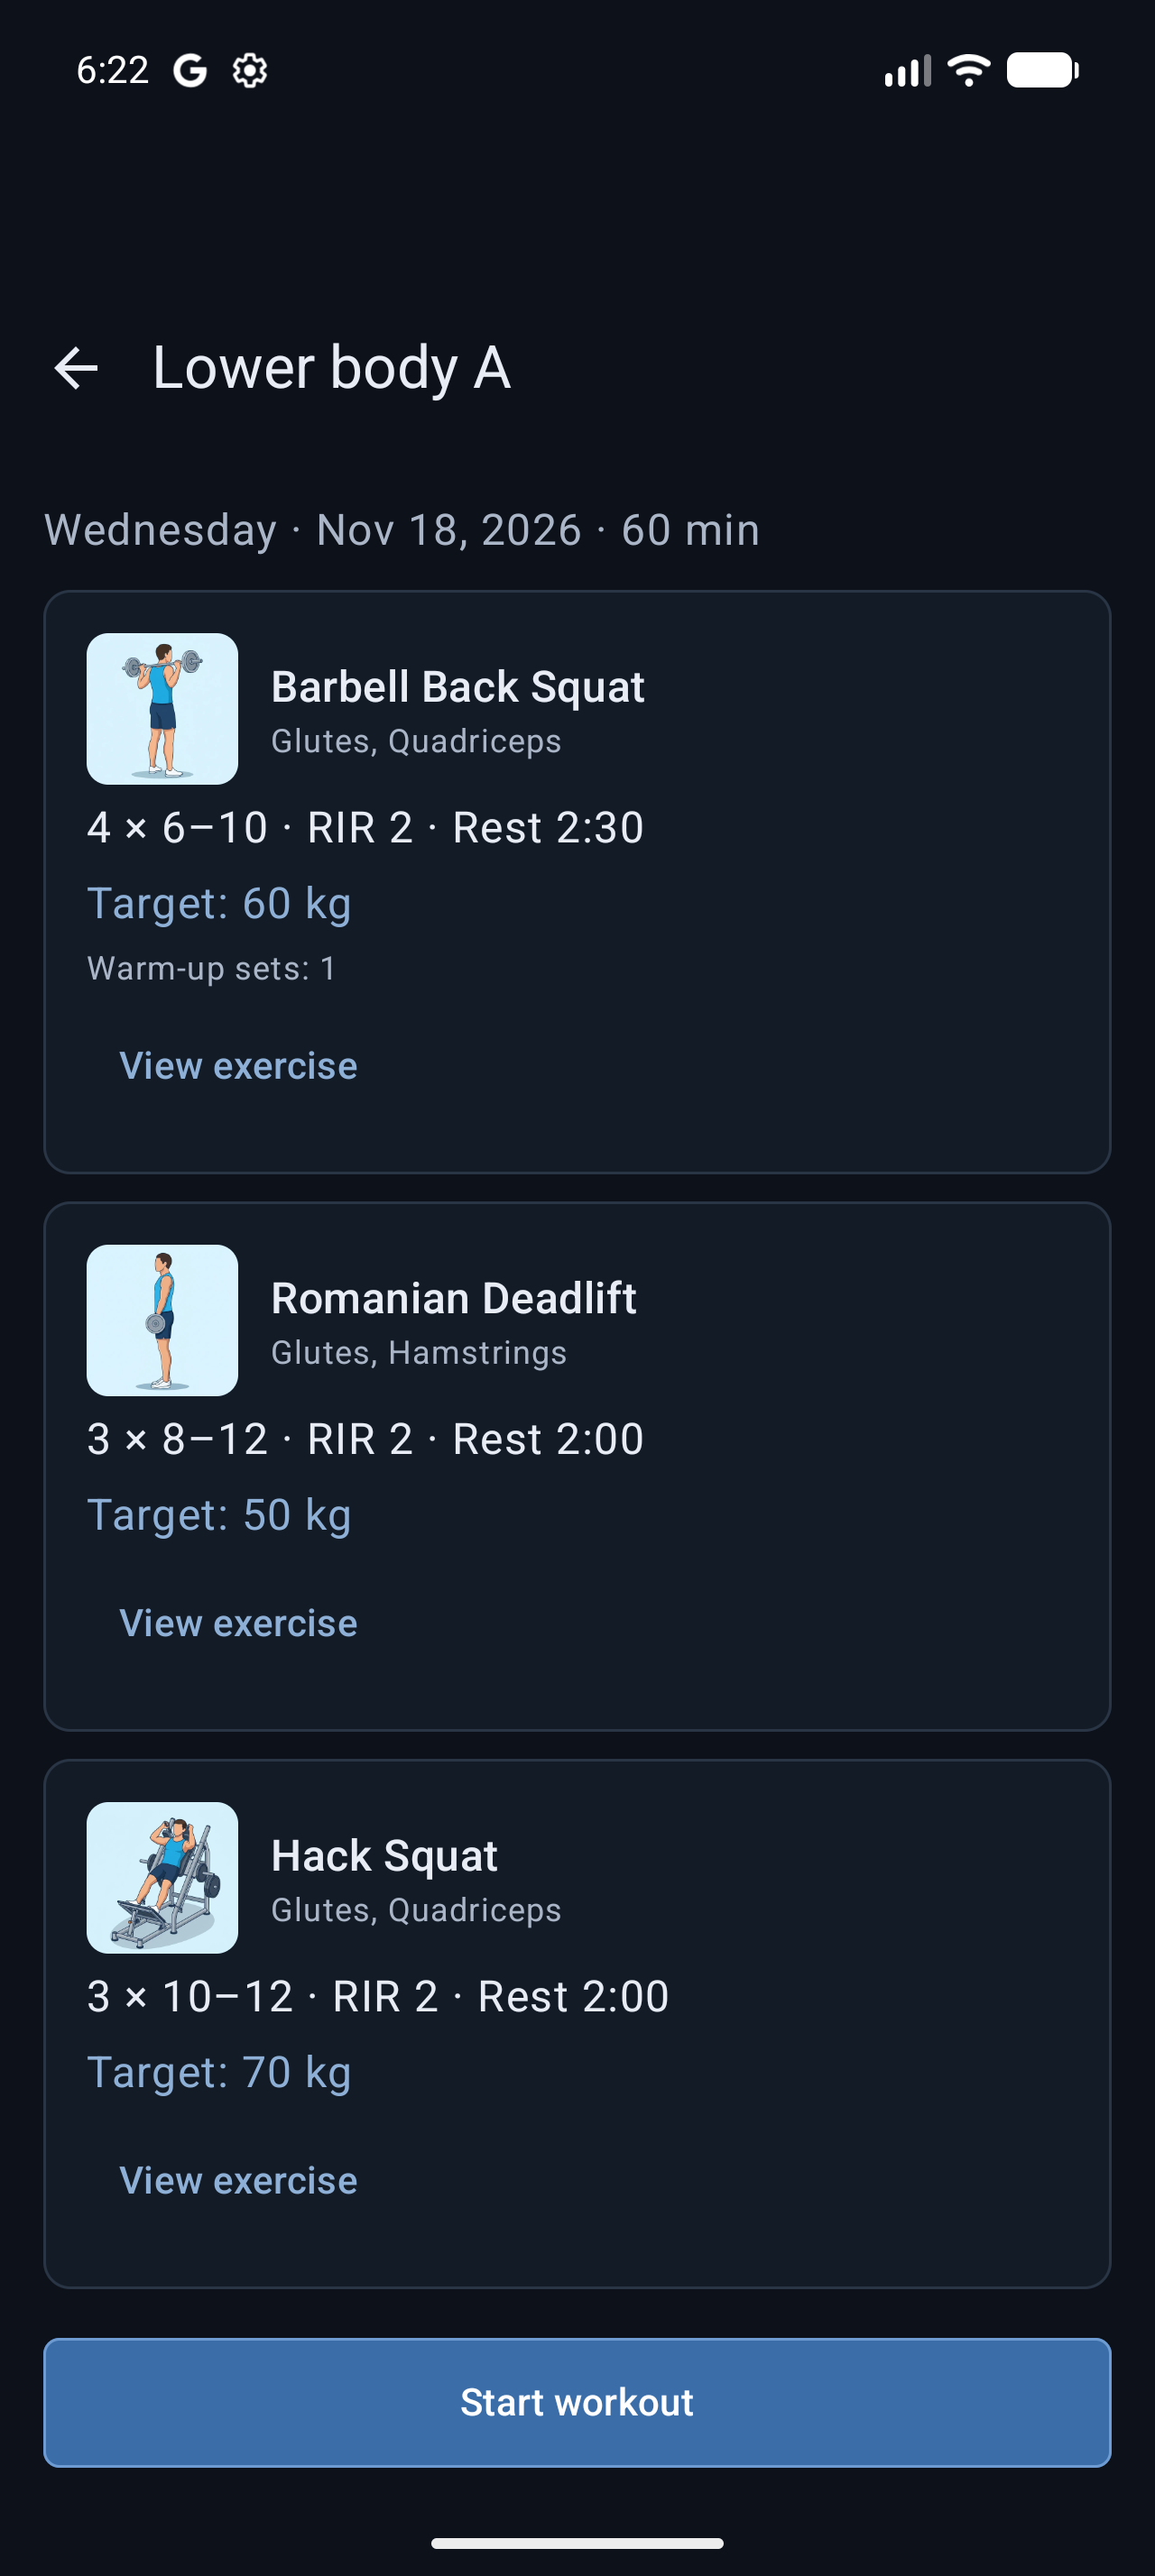 6:22
Lower body A
Wednesday · Nov 18, 2026 · 60 min
Barbell Back Squat
Glutes, Quadriceps
4 × 6–10 · RIR 2 · Rest 2:30
Target: 60 kg
Warm-up sets: 1
View exercise
Romanian Deadlift
Glutes, Hamstrings
3 × 8–12 · RIR 2 · Rest 2:00
Target: 50 kg
View exercise
Hack Squat
Glutes, Quadriceps
3 × 10–12 · RIR 2 · Rest 2:00
Target: 70 kg
View exercise
Start workout